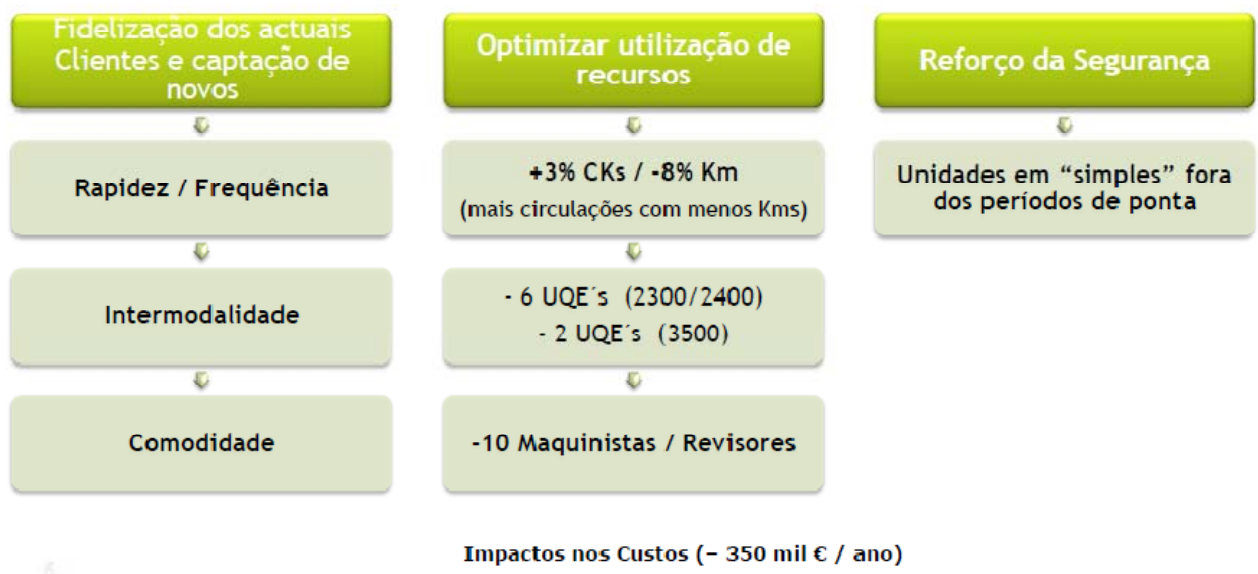 Fidelização dos actuais
Clientes e captação de
novos
Rapidez / Frequência
Intermodalidade
Comodidade
Optimizar utilização de
recursos
+3% CKs / -8% Km
(mais circulações com menos Kms)
- 6 UQE´s (2300/2400)
- 2 UQE´s (3500)
-10 Maquinistas / Revisores
Reforço da Segurança
Unidades em “simples” fora
dos períodos de ponta
Impactos nos Custos (– 350 mil € / ano)